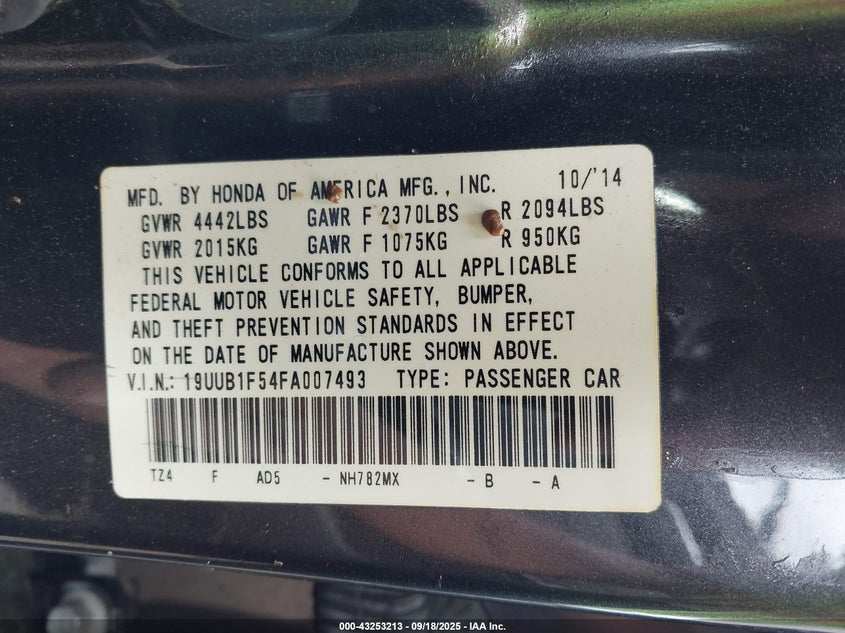 MFD. BY HONDA OF AMERICA MFG., INC. 10/'14
GVWR 4442LBS GAWR F 2370LBS R 2094LBS
GVWR 2015KG GAWR F 1075KG R 950KG
THIS VEHICLE CONFORMS TO ALL APPLICABLE
FEDERAL MOTOR VEHICLE SAFETY, BUMPER,
AND THEFT PREVENTION STANDARDS IN EFFECT
ON THE DATE OF MANUFACTURE SHOWN ABOVE.
V.I.N.: 19UUB1F54FA007493 TYPE: PASSENGER CAR
TZ4 F AD5 - NH782MX - B - A
000-43253213 - 09/18/2025 - IAA Inc.